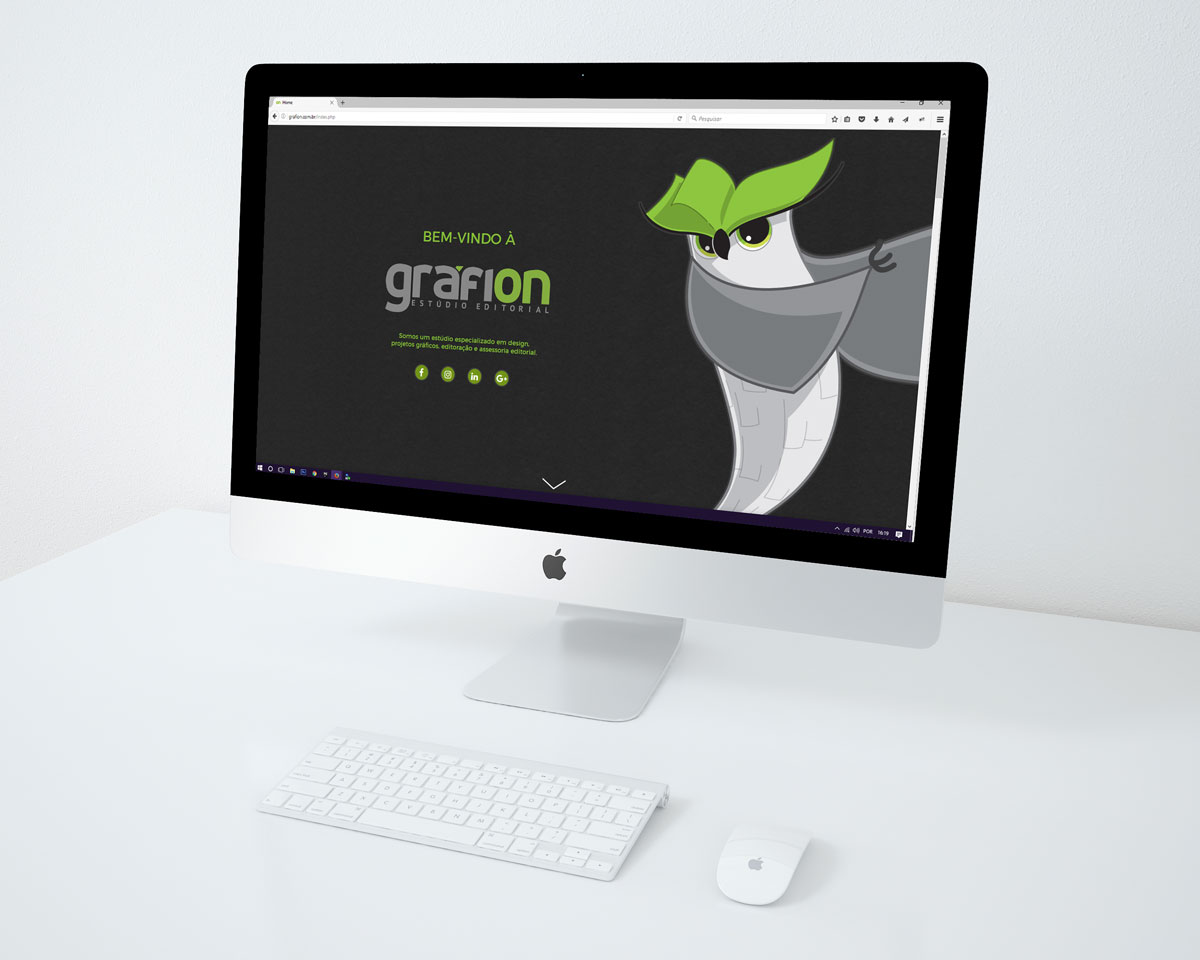 Home
grafion.com.br/index.php
Pesquisar
BEM-VINDO À
grafion
ESTÚDIO EDITORIAL
Somos um estúdio especializado em design,
projetos gráficos, editoração e assessoria editorial.
f in G+
POR 16:19